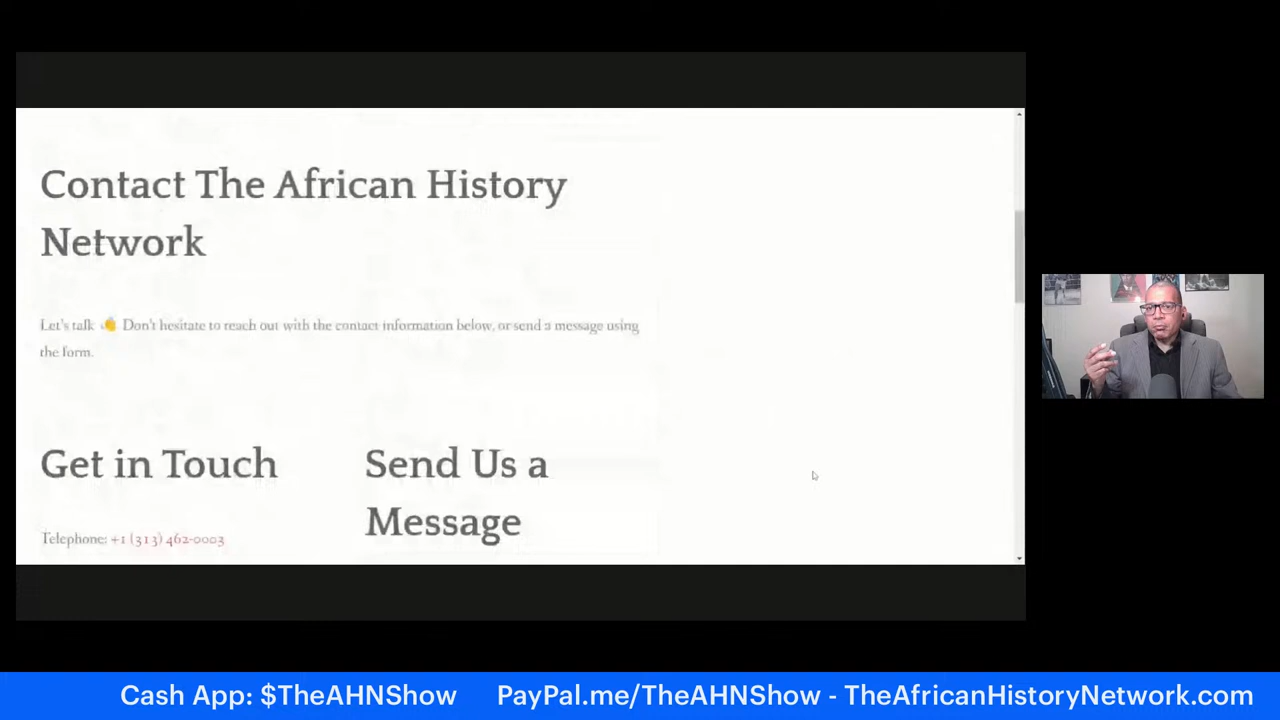 Contact The African History
Network
Let's talk 👋 Don't hesitate to reach out with the contact information below, or send a message using
the form.
Get in Touch
Send Us a
Message
Telephone: +1 (313) 462-0003
Cash App: $TheAHNShow PayPal.me/TheAHNShow - TheAfricanHistoryNetwork.com